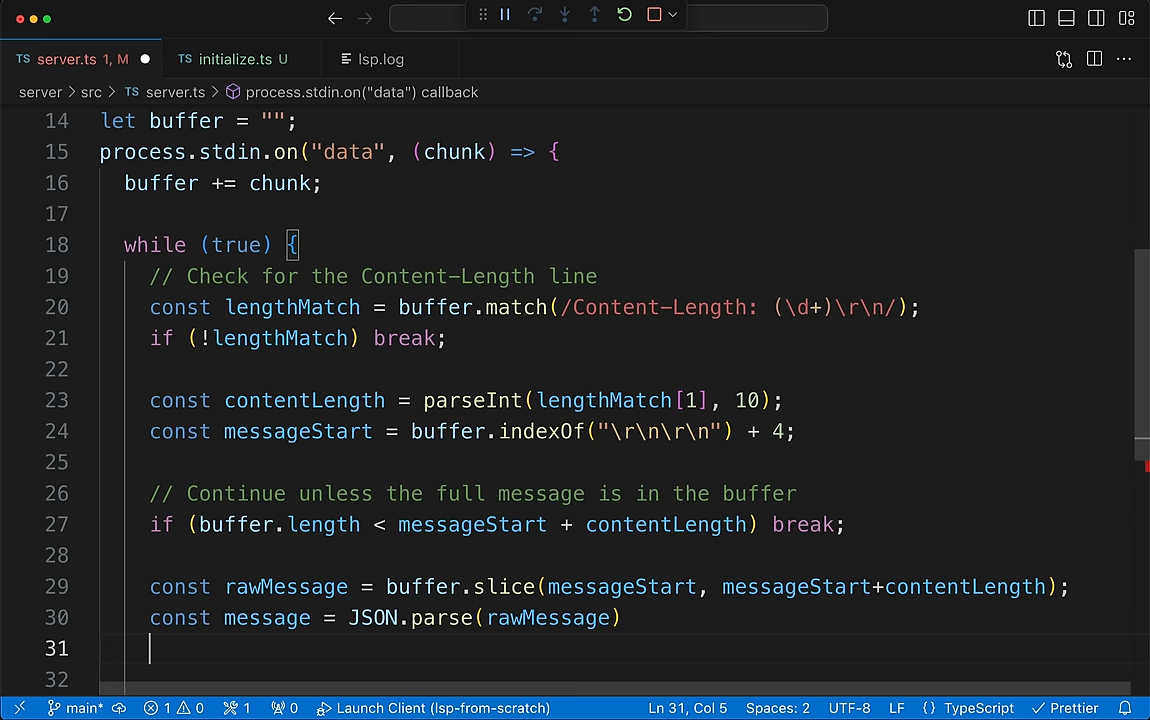 TS server.ts 1, M TS initialize.ts U lsp.log
server > src > TS server.ts > process.stdin.on("data") callback
14 let buffer = "";
15 process.stdin.on("data", (chunk) => {
16 buffer += chunk;
17
18 while (true) {
19 // Check for the Content-Length line
20 const lengthMatch = buffer.match(/Content-Length: (\d+)\r\n/);
21 if (!lengthMatch) break;
22
23 const contentLength = parseInt(lengthMatch[1], 10);
24 const messageStart = buffer.indexOf("\r\n\r\n") + 4;
25
26 // Continue unless the full message is in the buffer
27 if (buffer.length < messageStart + contentLength) break;
28
29 const rawMessage = buffer.slice(messageStart, messageStart+contentLength);
30 const message = JSON.parse(rawMessage)
31
32
main* 1 0 1 0 Launch Client (lsp-from-scratch) Ln 31, Col 5 Spaces: 2 UTF-8 LF {} TypeScript Prettier